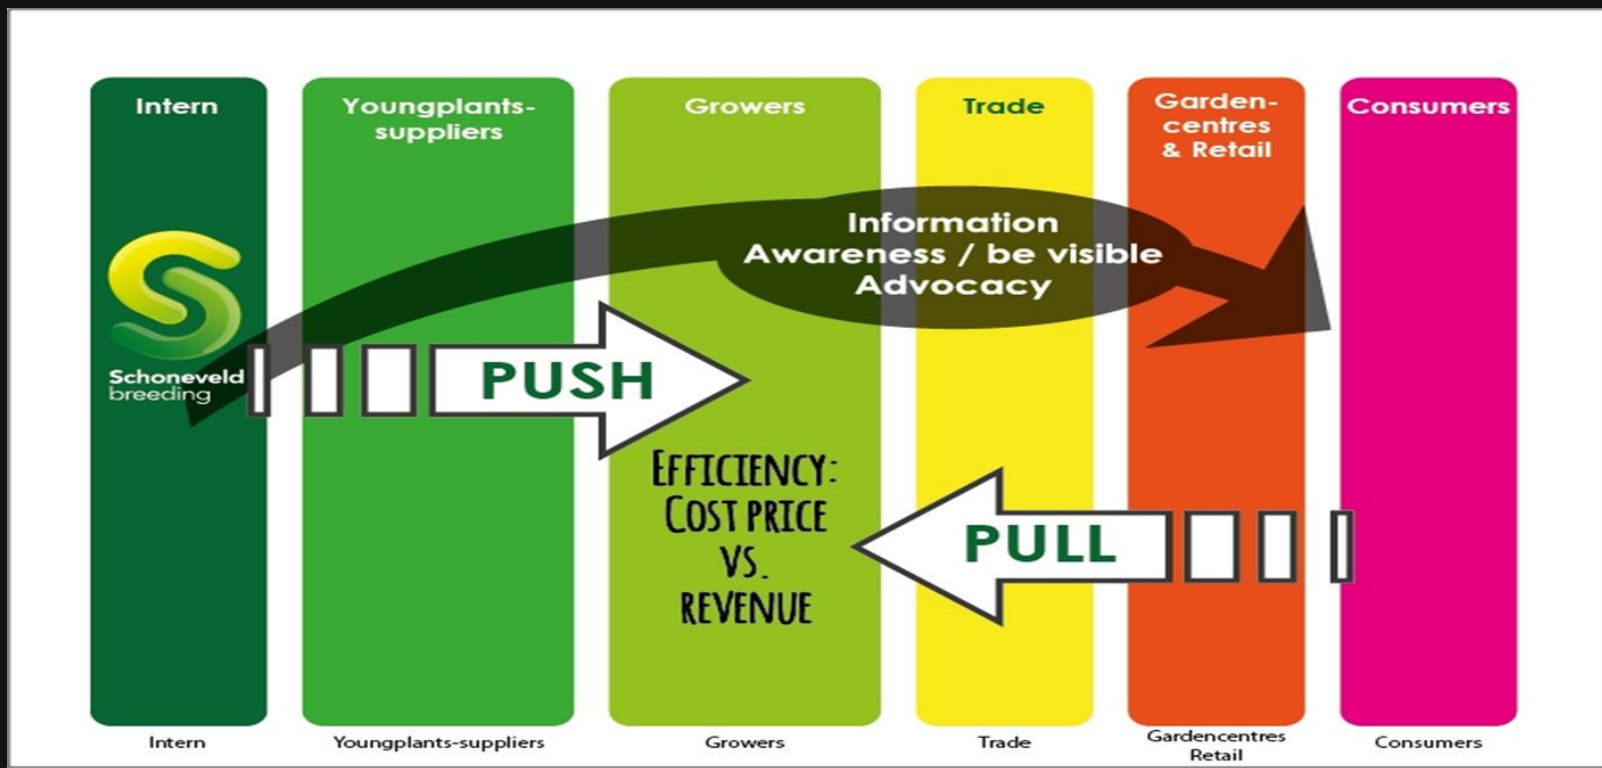 Intern
Youngplants-
suppliers
Growers
Trade
Garden-
centres
& Retail
Consumers
Information
Awareness / be visible
Advocacy
Schoneveld
breeding
PUSH
EFFICIENCY:
COST PRICE
VS.
REVENUE
PULL
Intern
Youngplants-suppliers
Growers
Trade
Gardencentres
Retail
Consumers